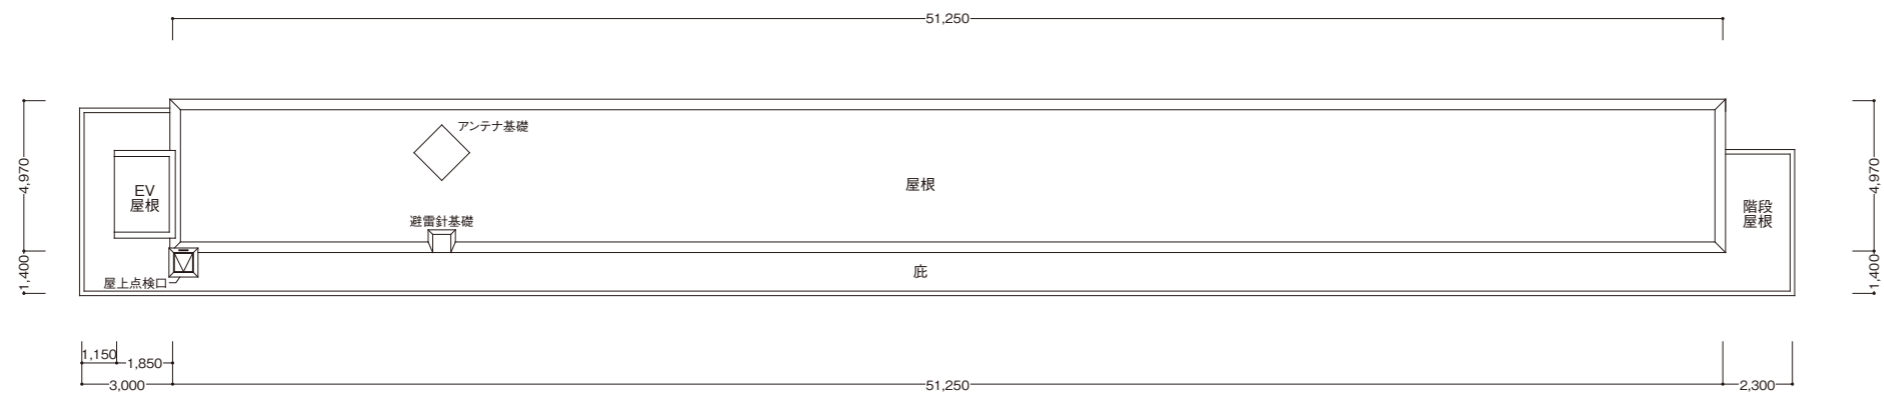 51,250
アンテナ基礎
4,970
4,970
EV
屋根
屋根
階段
屋根
避雷針基礎
1,400
屋上点検口
庇
1,400
1,150
1,850
3,000
51,250
2,300